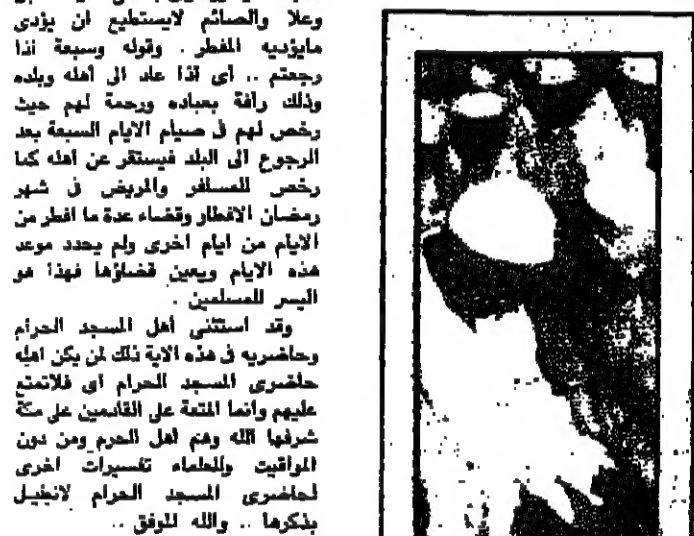 وعلا والصائم لايستطيع ان يؤدى
مايؤديه المفطر . وقوله وسبعة اذا
رجعتم .. أى اذا عاد الى أهله وبلده
وذلك رأفة بعباده ورحمة لهم حيث
رخص لهم فى صيام الايام السبعة بعد
الرجوع الى البلد فيستقر عن اهله كما
رخص للمسافر والمريض فى شهر
رمضان الافطار وقضاء عدة ما افطر من
الايام من ايام اخرى ولم يحدد موعد
هذه الايام ويعين قضاؤها فهذا هو
اليسر للمسلمين .
وقد استثنى أهل المسجد الحرام
وحاضريه فى هذه الاية ذلك لمن يكن اهله
حاضرى المسجد الحرام اى فلاتمتع
عليهم وانما المتعة على القادمين على مكة
شرفها الله وهم اهل الحرم ومن دون
المواقيت وللعلماء تفسيرات اخرى
لحاضرى المسجد الحرام لانطيل
بذكرها .. والله الموفق ..